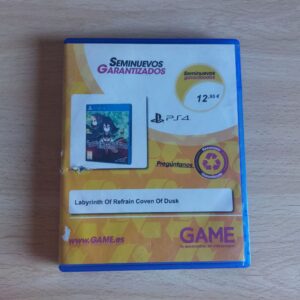 SEMINUEVOS
GARANTIZADOS
Seminuevos
garantizados
12,95 €
PS4
Pregúntanos
Labyrinth Of Refrain Coven Of Dusk
www.GAME.es
GAME